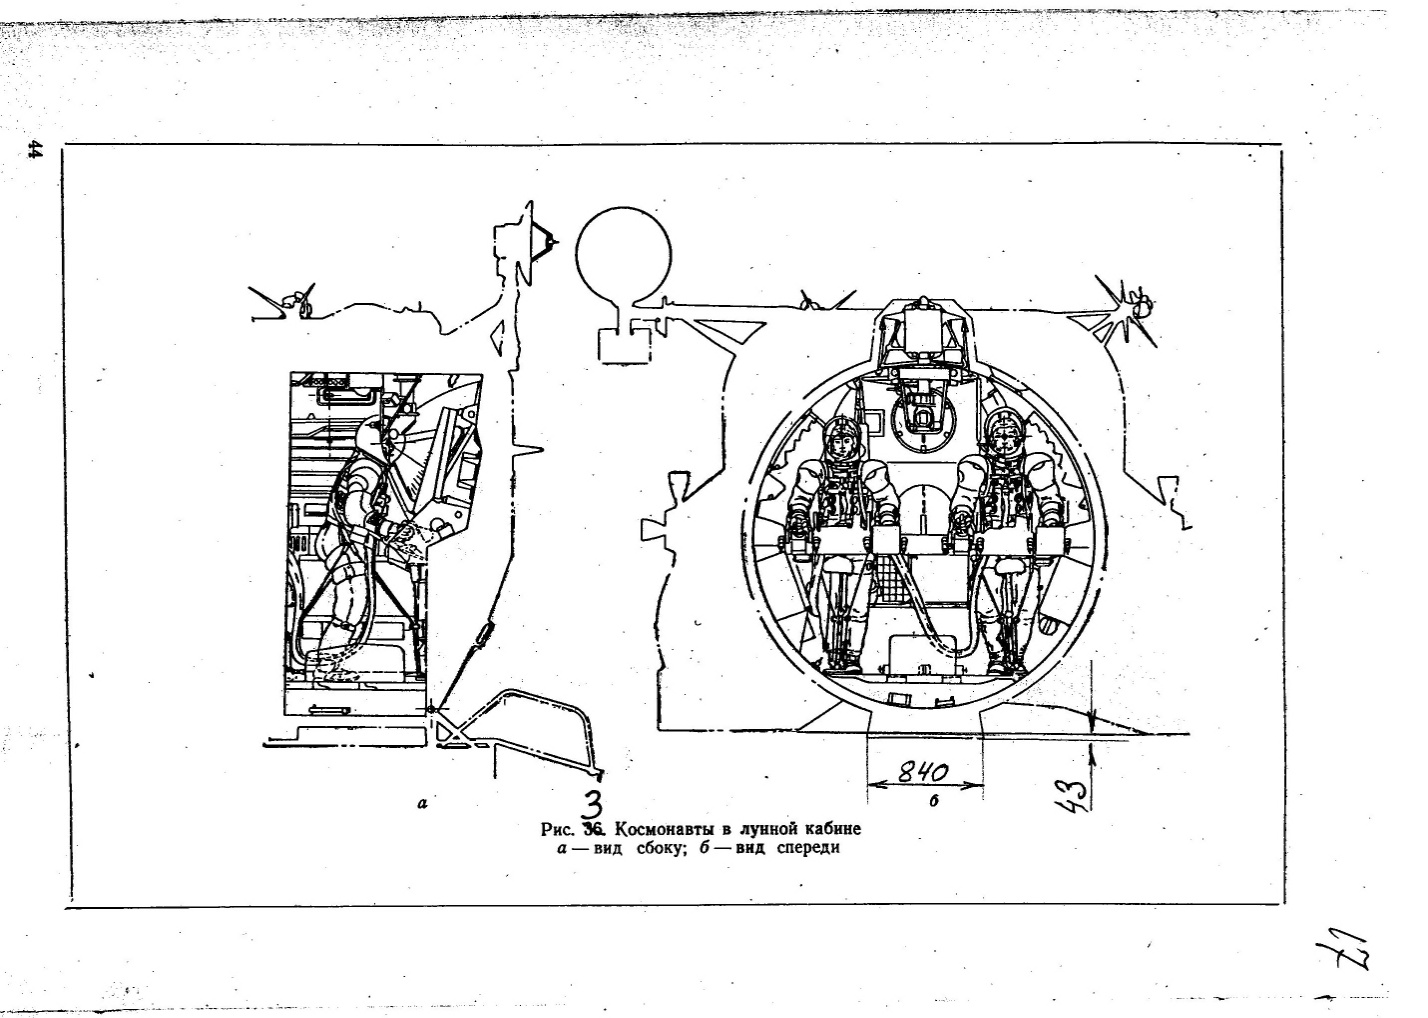 44
840
43
а
б
3
Рис. 36. Космонавты в лунной кабине
а — вид сбоку; б — вид спереди